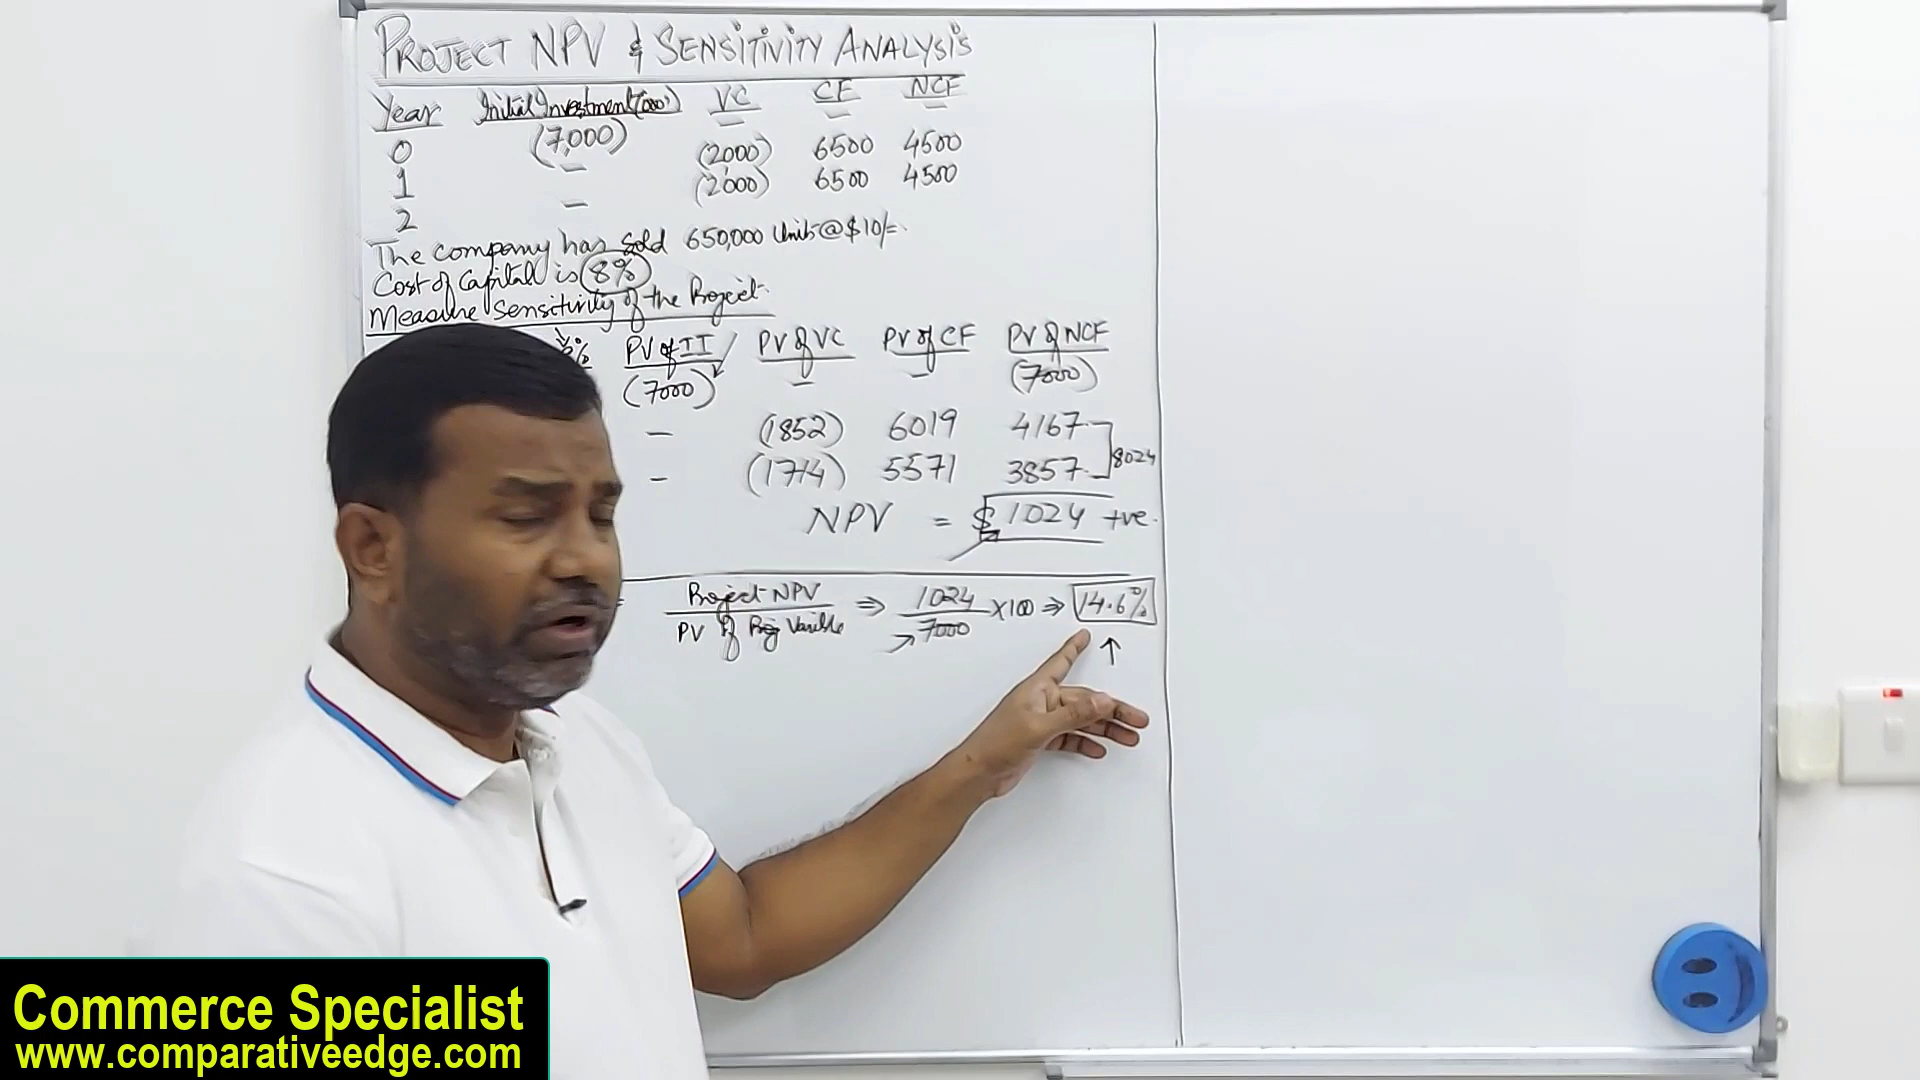 PROJECT NPV & SENSITIVITY ANALYSIS
Year Initial Investment('000') VC CF NCF
0 (7,000) (2000) 6500 4500
1 – (2000) 6500 4500
2 –
The company has sold 650,000 Units @ $10/=.
Cost of Capital is 8%
Measure Sensitivity of the Project.
% PV of II PV of VC PV of CF PV of NCF
(7000) – – (7000)
– (1852) 6019 4167
– (1714) 5571 3857 8024
NPV = $1024 +ve.
= Project NPV ⇒ 1024 ×100 ⇒ 14.6%
PV of Variable 7000
Commerce Specialist
www.comparativeedge.com